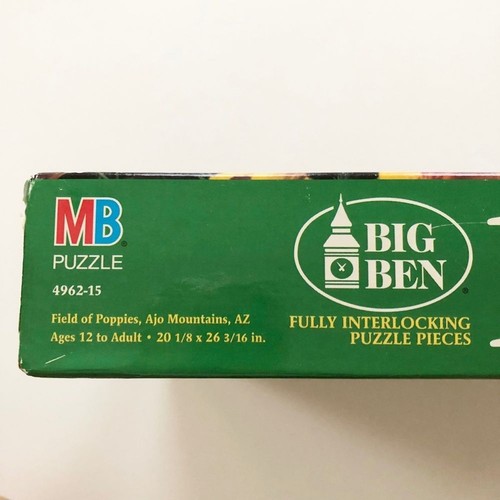 MB
PUZZLE
4962-15
Field of Poppies, Ajo Mountains, AZ
Ages 12 to Adult • 20 1/8 x 26 3/16 in.
BIG
BEN
FULLY INTERLOCKING
PUZZLE PIECES